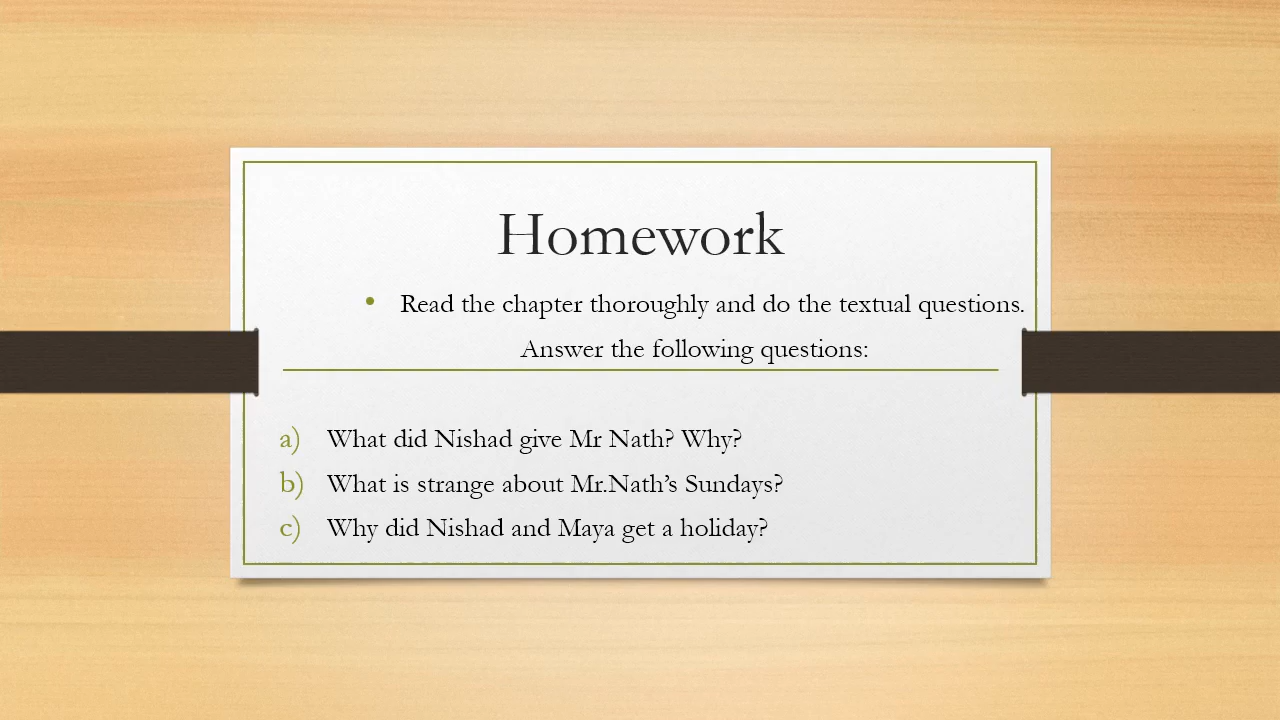 Homework
• Read the chapter thoroughly and do the textual questions.
Answer the following questions:
a) What did Nishad give Mr Nath? Why?
b) What is strange about Mr.Nath’s Sundays?
c) Why did Nishad and Maya get a holiday?